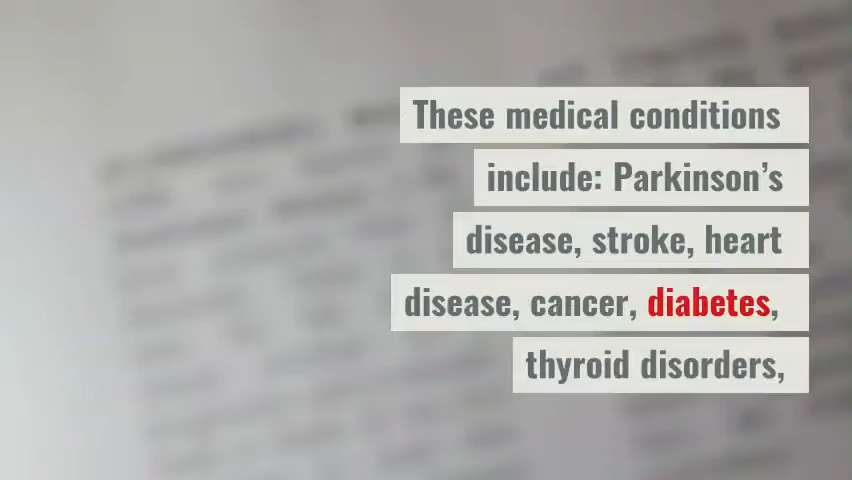 These medical conditions
include: Parkinson’s
disease, stroke, heart
disease, cancer, diabetes,
thyroid disorders,